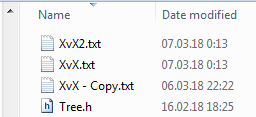 Name Date modified
XvX2.txt 07.03.18 0:13
XvX.txt 07.03.18 0:13
XvX - Copy.txt 06.03.18 22:22
Tree.h 16.02.18 18:25